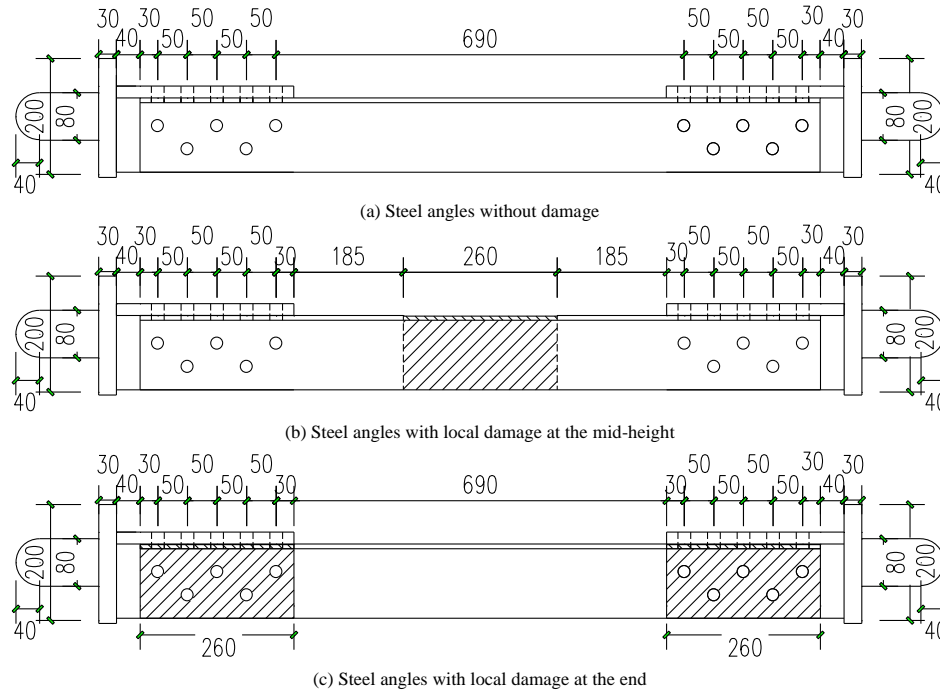 30 30 50 50 50 50 30 30
40 50 50 690 50 50 40
200 80 80 200
40 40
(a) Steel angles without damage
30 30 50 50 50 50 30 30
40 50 50 30 185 260 185 30 50 50 40
200 80 80 200
40 40
(b) Steel angles with local damage at the mid-height
30 30 50 50 50 50 30 30
40 50 50 30 690 30 50 50 40
200 80 80 200
40 40
260 260
(c) Steel angles with local damage at the end